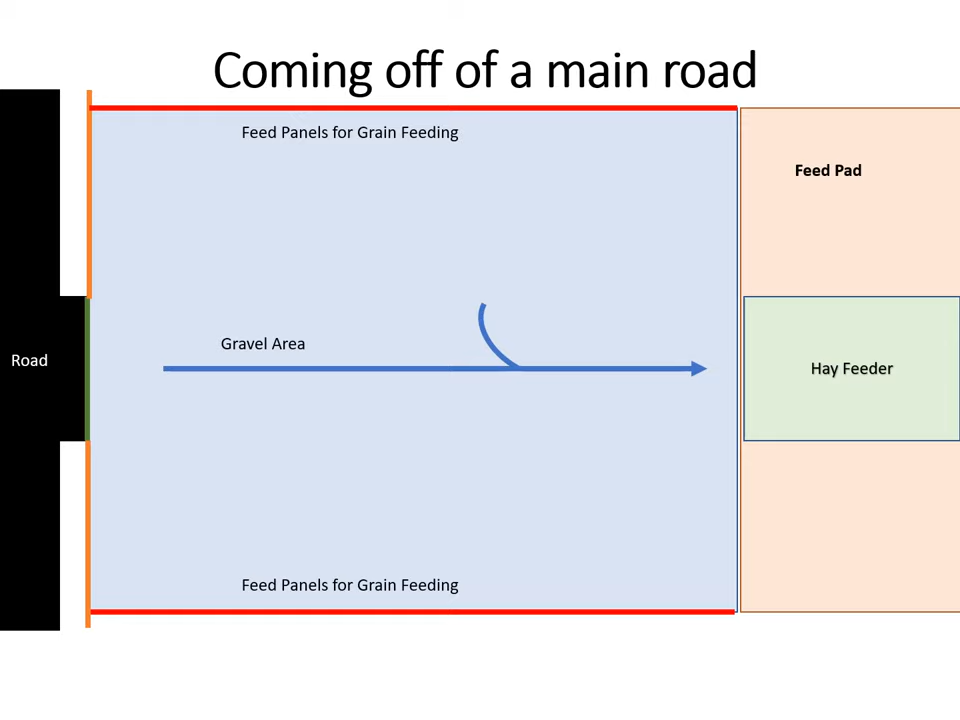 Coming off of a main road
Feed Panels for Grain Feeding
Feed Pad
Gravel Area
Road
Hay Feeder
Feed Panels for Grain Feeding